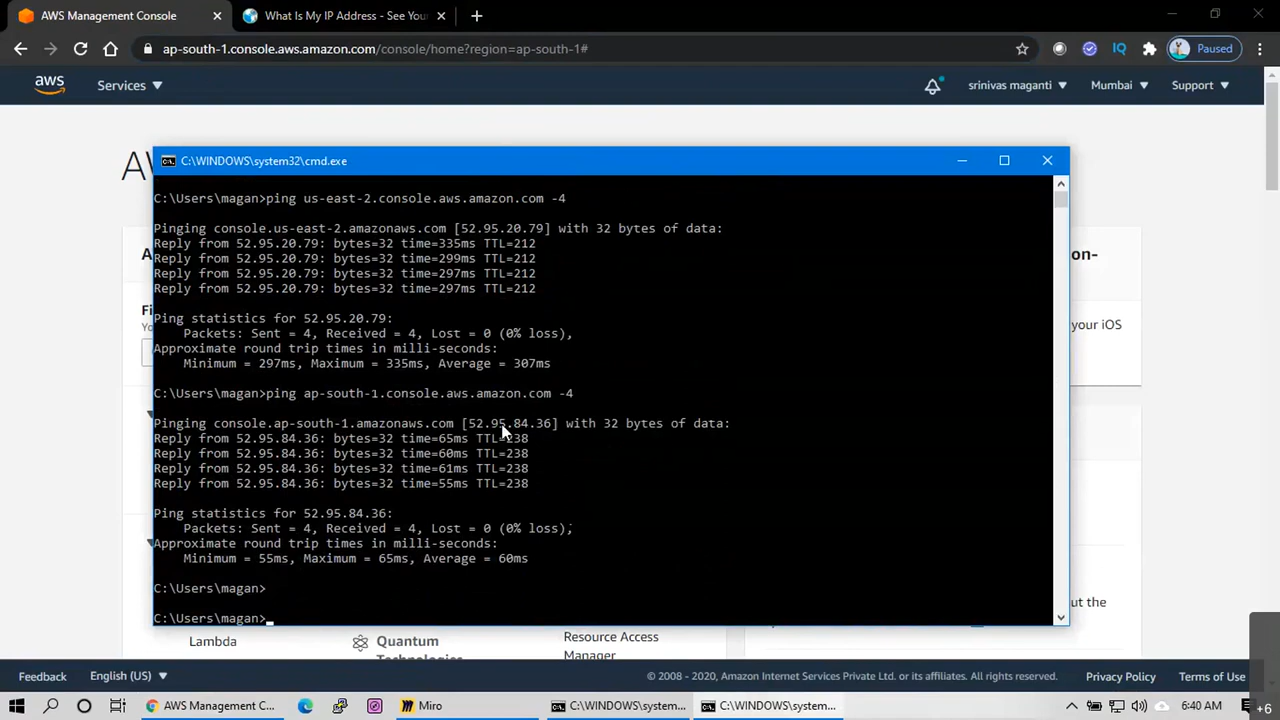 AWS Management Console
What Is My IP Address - See Your
ap-south-1.console.aws.amazon.com/console/home?region=ap-south-1#
IQ
Paused
aws
Services
srinivas maganti
Mumbai
Support
C:\WINDOWS\system32\cmd.exe
C:\Users\magan>ping us-east-2.console.aws.amazon.com -4
Pinging console.us-east-2.amazonaws.com [52.95.20.79] with 32 bytes of data:
Reply from 52.95.20.79: bytes=32 time=335ms TTL=212
Reply from 52.95.20.79: bytes=32 time=299ms TTL=212
Reply from 52.95.20.79: bytes=32 time=297ms TTL=212
Reply from 52.95.20.79: bytes=32 time=297ms TTL=212
Ping statistics for 52.95.20.79:
Packets: Sent = 4, Received = 4, Lost = 0 (0% loss),
Approximate round trip times in milli-seconds:
Minimum = 297ms, Maximum = 335ms, Average = 307ms
C:\Users\magan>ping ap-south-1.console.aws.amazon.com -4
Pinging console.ap-south-1.amazonaws.com [52.95.84.36] with 32 bytes of data:
Reply from 52.95.84.36: bytes=32 time=65ms TTL=238
Reply from 52.95.84.36: bytes=32 time=60ms TTL=238
Reply from 52.95.84.36: bytes=32 time=61ms TTL=238
Reply from 52.95.84.36: bytes=32 time=55ms TTL=238
Ping statistics for 52.95.84.36:
Packets: Sent = 4, Received = 4, Lost = 0 (0% loss),
Approximate round trip times in milli-seconds:
Minimum = 55ms, Maximum = 65ms, Average = 60ms
C:\Users\magan>
C:\Users\magan>
on-
your iOS
ut the
Lambda
Quantum
Technologies
Resource Access
Manager
Feedback
English (US)
© 2008 - 2020, Amazon Internet Services Private Ltd. or its affiliates. All rights reserved.
Privacy Policy
Terms of Use
AWS Management C...
Miro
C:\WINDOWS\system...
C:\WINDOWS\system...
6:40 AM
+6